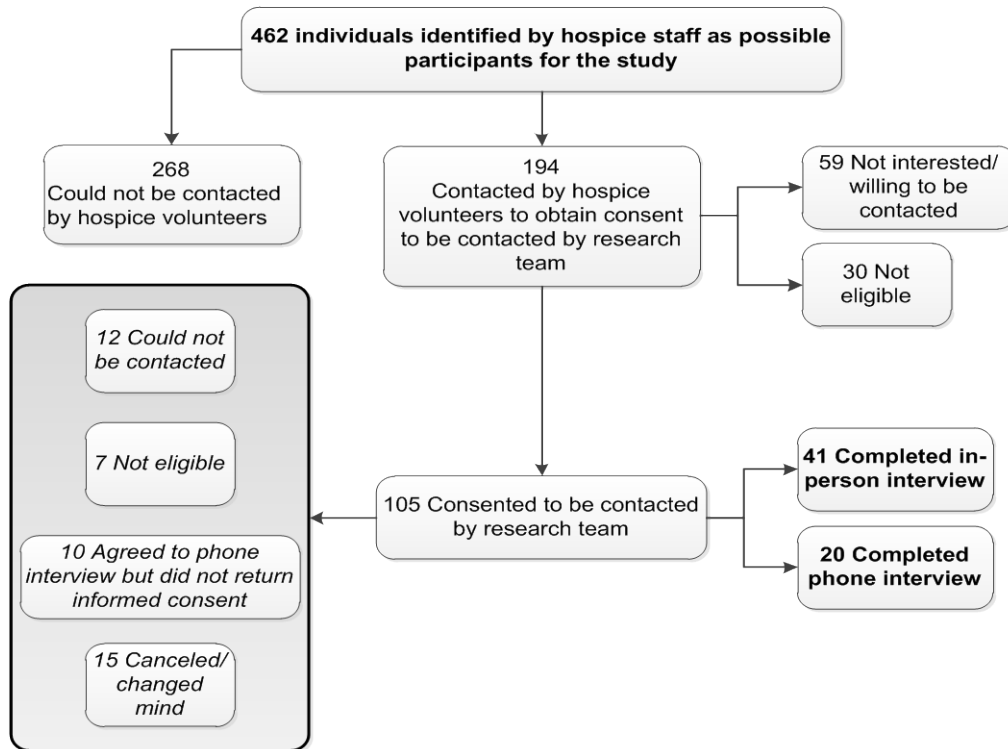 462 individuals identified by hospice staff as possible
participants for the study
268
Could not be contacted
by hospice volunteers
194
Contacted by hospice
volunteers to obtain consent
to be contacted by research
team
59 Not interested/
willing to be
contacted
30 Not
eligible
12 Could not
be contacted
7 Not eligible
10 Agreed to phone
interview but did not return
informed consent
15 Canceled/
changed
mind
105 Consented to be contacted
by research team
41 Completed in-
person interview
20 Completed
phone interview